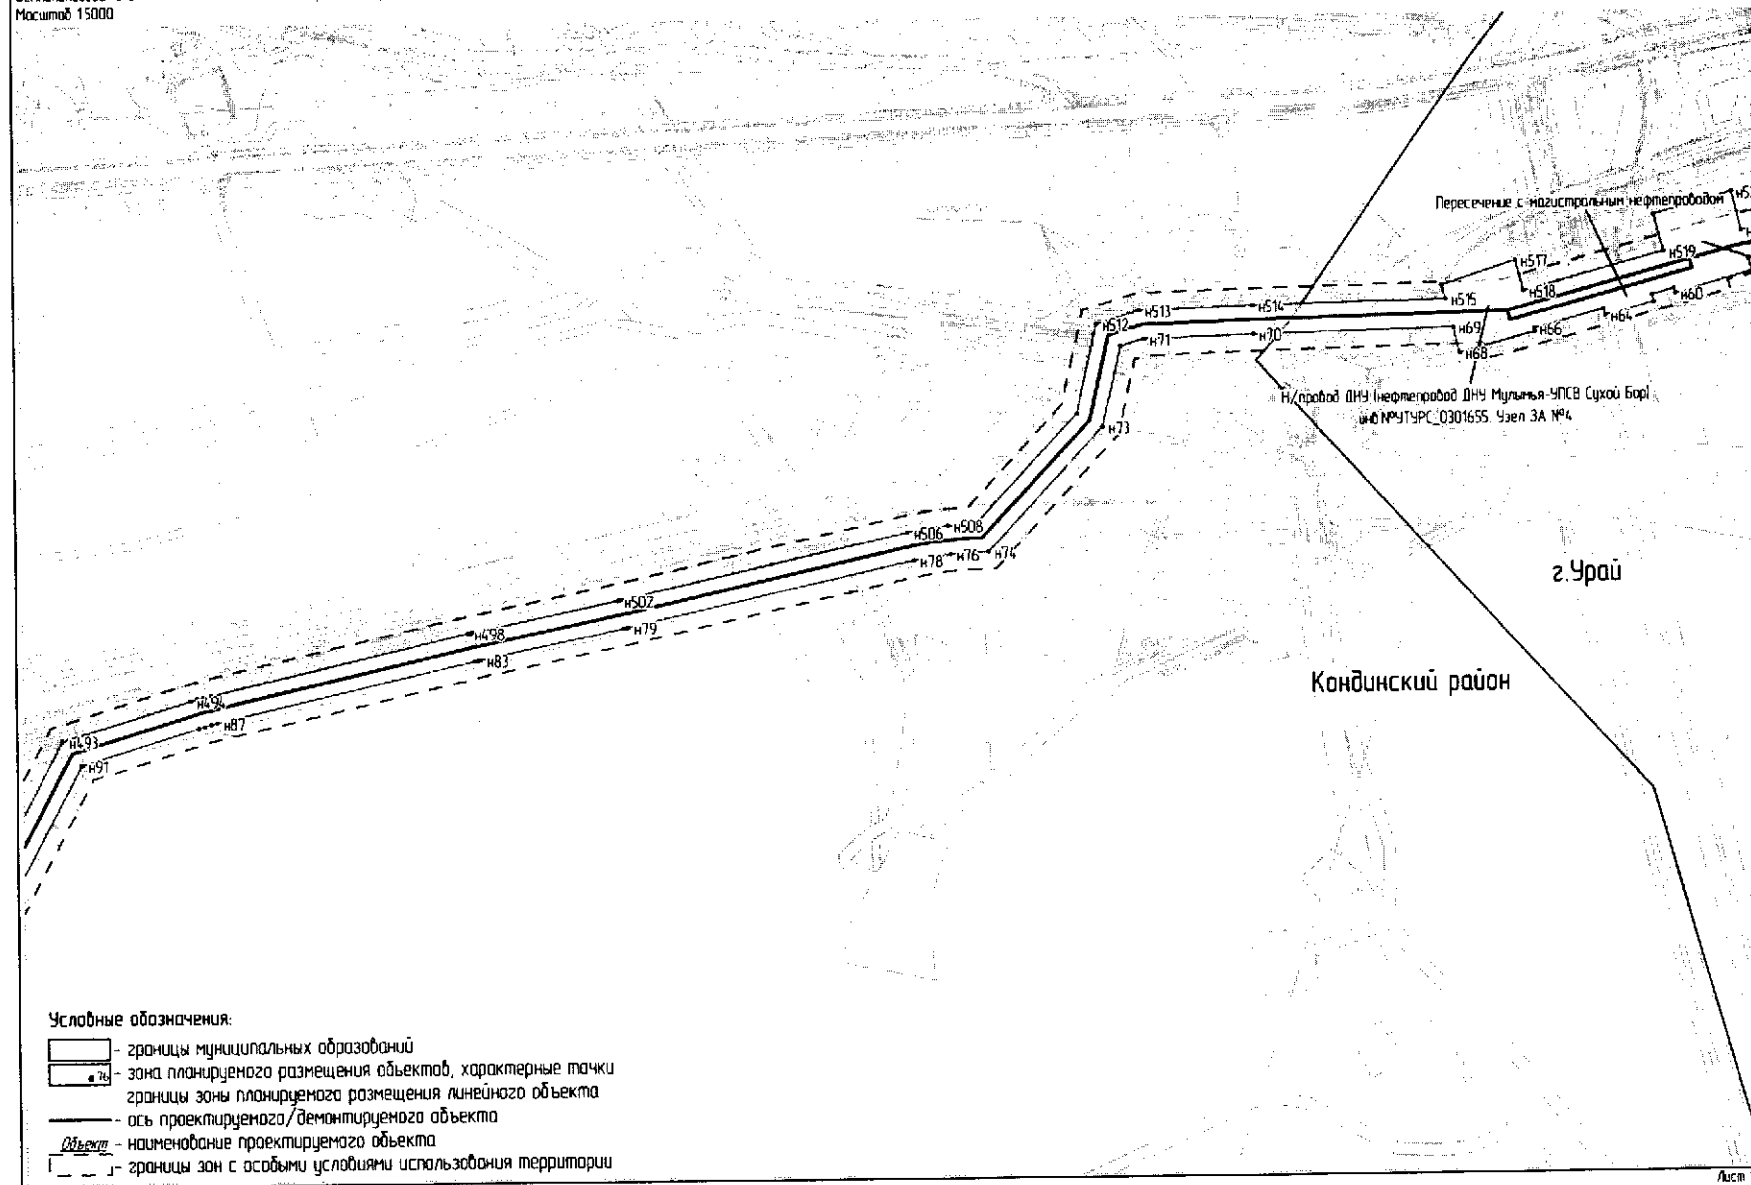 Масштаб 1:5000
Пересечение с магистральным нефтепроводом
н519
н517
н518
н60
н515
н64
н514
н513
н512
н66
н69
н70
н71
н68
Н/провод ДНУ (нефтепровод ДНУ Мулымья-УПСВ Сухой Бор)
инв №УТУРС_0301655. Узел ЗА №4
н73
н508
н506
н76
н74
н78
г.Урай
н502
н79
н498
н83
Кондинский район
н494
н87
н493
н91
Условные обозначения:
- границы муниципальных образований
76 - зона планируемого размещения объектов, характерные точки
границы зоны планируемого размещения линейного объекта
- ось проектируемого/демонтируемого объекта
Объект - наименование проектируемого объекта
- границы зон с особыми условиями использования территории
Лист